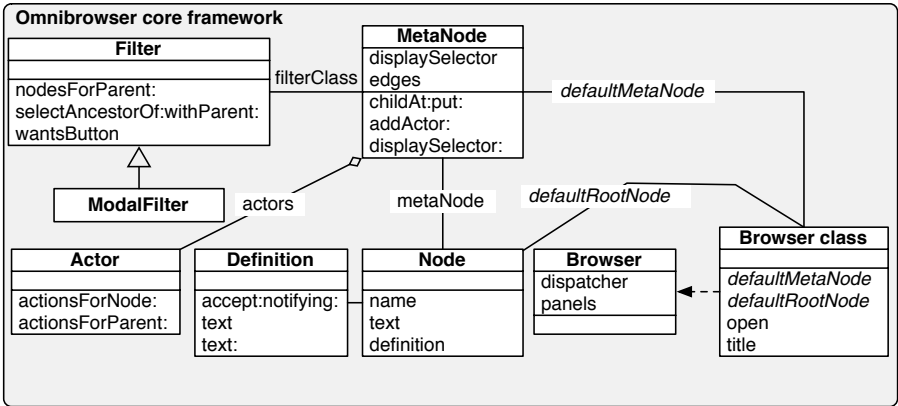 Omnibrowser core framework
Filter
nodesForParent:
selectAncestorOf:withParent:
wantsButton
filterClass
MetaNode
displaySelector
edges
childAt:put:
addActor:
displaySelector:
defaultMetaNode
ModalFilter
actors
metaNode
defaultRootNode
Actor
actionsForNode:
actionsForParent:
Definition
accept:notifying:
text
text:
Node
name
text
definition
Browser
dispatcher
panels
Browser class
defaultMetaNode
defaultRootNode
open
title